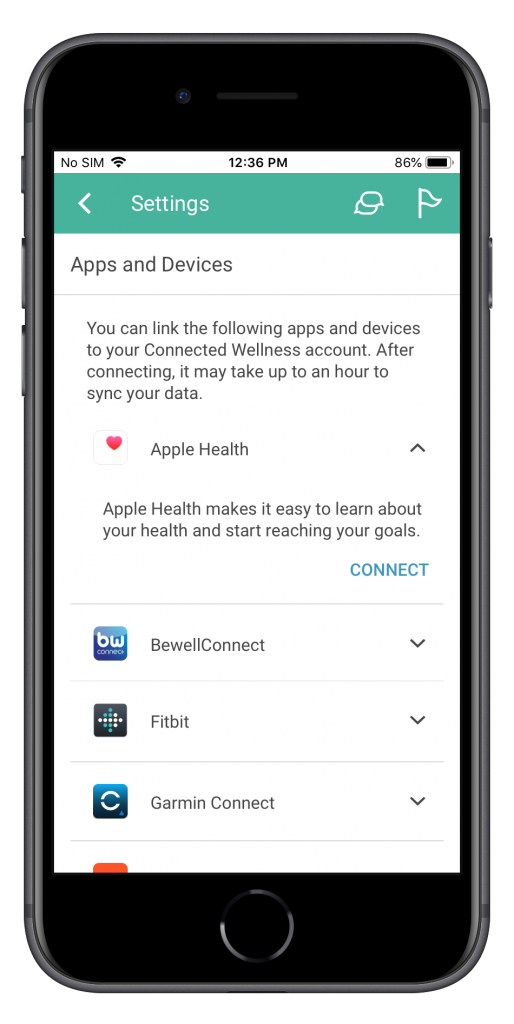 No SIM 12:36 PM 86%
Settings
Apps and Devices
You can link the following apps and devices
to your Connected Wellness account. After
connecting, it may take up to an hour to
sync your data.
Apple Health
Apple Health makes it easy to learn about
your health and start reaching your goals.
CONNECT
bw
connect
BewellConnect
Fitbit
Garmin Connect